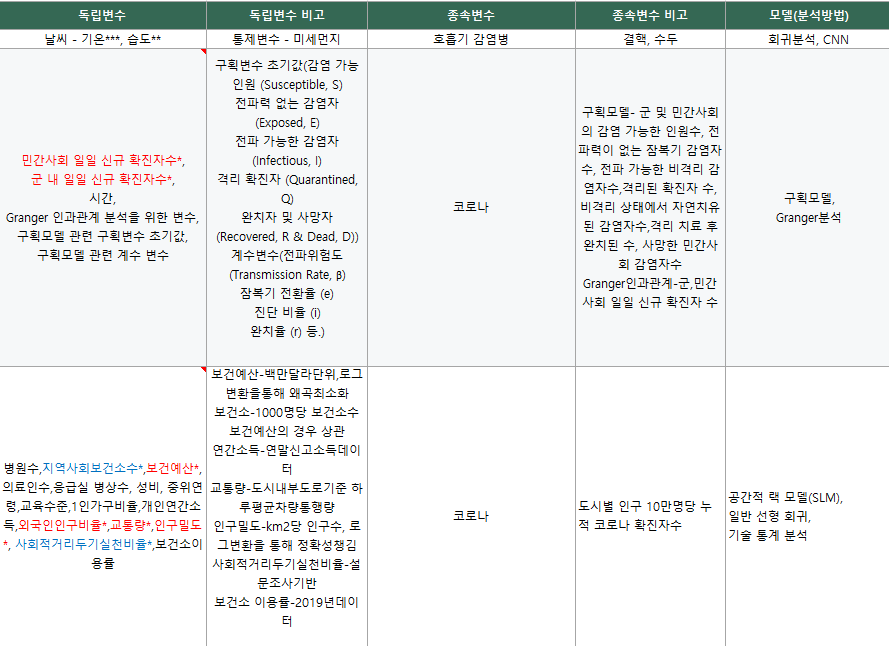 독립변수
독립변수 비고
종속변수
종속변수 비고
모델(분석방법)
날씨 - 기온***, 습도**
통제변수 - 미세먼지
호흡기 감염병
결핵, 수두
회귀분석, CNN
민간사회 일일 신규 확진자수*,
군 내 일일 신규 확진자수*,
시간,
Granger 인과관계 분석을 위한 변수,
구획모델 관련 구획변수 초기값,
구획모델 관련 계수 변수
구획변수 초기값(감염 가능
인원 (Susceptible, S)
전파력 없는 감염자
(Exposed, E)
전파 가능한 감염자
(Infectious, I)
격리 확진자 (Quarantined,
Q)
완치자 및 사망자
(Recovered, R & Dead, D))
계수변수(전파위험도
(Transmission Rate, β)
잠복기 전환율 (e)
진단 비율 (i)
완치율 (r) 등.)
코로나
구획모델- 군 및 민간사회
의 감염 가능한 인원수, 전
파력이 없는 잠복기 감염자
수, 전파 가능한 비격리 감
염자수,격리된 확진자 수,
비격리 상태에서 자연치유
된 감염자수,격리 치료 후
완치된 수, 사망한 민간사
회 감염자수
Granger인과관계-군,민간
사회 일일 신규 확진자 수
구획모델,
Granger분석
병원수,지역사회보건소수*,보건예산*,
의료인수,응급실 병상수, 성비, 중위연
령,교육수준,1인가구비율,개인연간소
득,외국인인구비율*,교통량*,인구밀도
*, 사회적거리두기실천비율*,보건소이
용률
보건예산-백만달라단위,로그
변환을통해 왜곡최소화
보건소-1000명당 보건소수
보건예산의 경우 상관
연간소득-연말신고소득데이
터
교통량-도시내부도로기준 하
루평균차량통행량
인구밀도-km2당 인구수, 로
그변환을 통해 정확성챙김
사회적거리두기실천비율-설
문조사기반
보건소 이용률-2019년데이
터
코로나
도시별 인구 10만명당 누
적 코로나 확진자수
공간적 랙 모델(SLM),
일반 선형 회귀,
기술 통계 분석